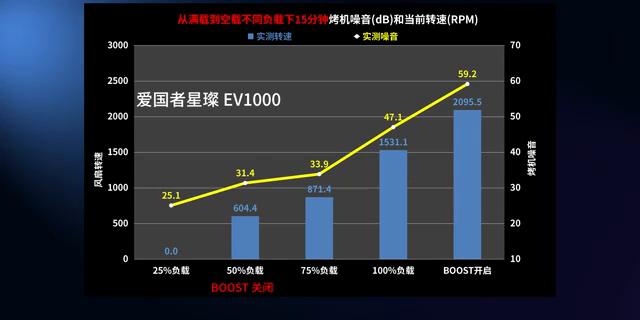 从满载到空载不同负载下15分钟烤机噪音(dB)和当前转速(RPM)
实测转速 实测噪音
3000 70
2500 60
2000 50
1500 40
1000 30
500 20
0 10
风扇转速
烤机噪音
爱国者星璨 EV1000
25.1 31.4 33.9 47.1 59.2
0.0 604.4 871.4 1531.1 2095.5
25%负载 50%负载 75%负载 100%负载 BOOST开启
BOOST 关闭